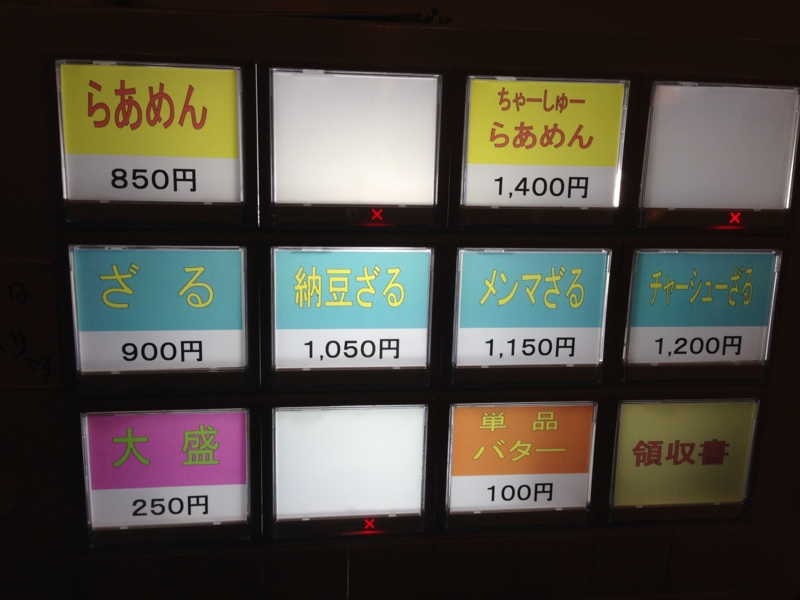 らあめん
850円
ちゃーしゅー
らあめん
1,400円
×
×
ざる
900円
納豆ざる
1,050円
メンマざる
1,150円
チャーシューざる
1,200円
大盛
250円
×
単品
バター
100円
領収書